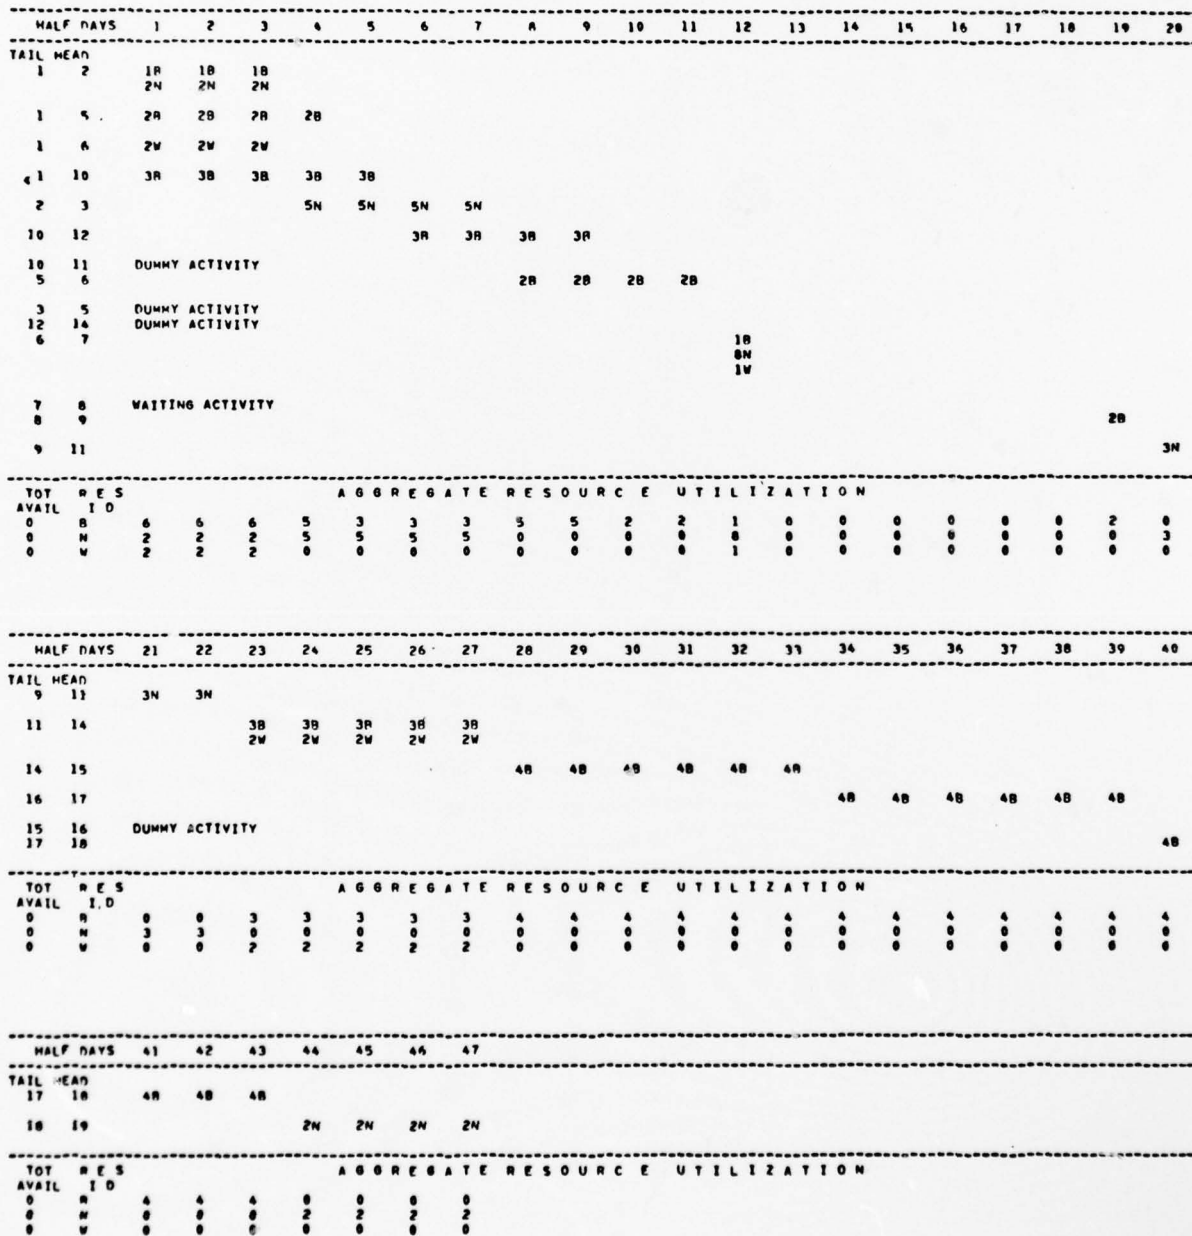 HALF DAYS 1 2 3 4 5 6 7 8 9 10 11 12 13 14 15 16 17 18 19 20
TAIL HEAD
1 2 1B 1B 1B
2N 2N 2N
1 5 2B 2B 2B 2B
1 6 2W 2W 2W
1 10 3B 3B 3B 3B 3B
2 3 5N 5N 5N 5N
10 12 3B 3B 3B 3B
10 11 DUMMY ACTIVITY
5 6 2B 2B 2B 2B
3 5 DUMMY ACTIVITY
12 14 DUMMY ACTIVITY
6 7 1B
8N
1W
7 8 WAITING ACTIVITY
8 9 2B
9 11 3N
TOT RES AGGREGATE RESOURCE UTILIZATION
AVAIL ID
0 B 6 6 6 5 3 3 3 5 5 2 2 1 0 0 0 0 0 0 2 0
0 N 2 2 2 5 5 5 5 0 0 0 0 8 0 0 0 0 0 0 0 3
0 W 2 2 2 0 0 0 0 0 0 0 0 1 0 0 0 0 0 0 0 0
HALF DAYS 21 22 23 24 25 26 27 28 29 30 31 32 33 34 35 36 37 38 39 40
TAIL HEAD
9 11 3N 3N
11 14 3B 3B 3B 3B 3B
2W 2W 2W 2W 2W
14 15 4B 4B 4B 4B 4B 4B
16 17 4B 4B 4B 4B 4B 4B
15 16 DUMMY ACTIVITY
17 18 4B
TOT RES AGGREGATE RESOURCE UTILIZATION
AVAIL I.D
0 B 0 0 3 3 3 3 3 4 4 4 4 4 4 4 4 4 4 4 4 4
0 N 3 3 0 0 0 0 0 0 0 0 0 0 0 0 0 0 0 0 0 0
0 W 0 0 2 2 2 2 2 0 0 0 0 0 0 0 0 0 0 0 0 0
HALF DAYS 41 42 43 44 45 46 47
TAIL HEAD
17 18 4B 4B 4B
18 19 2N 2N 2N 2N
TOT RES AGGREGATE RESOURCE UTILIZATION
AVAIL ID
0 B 4 4 4 0 0 0 0
0 N 0 0 0 2 2 2 2
0 W 0 0 0 0 0 0 0